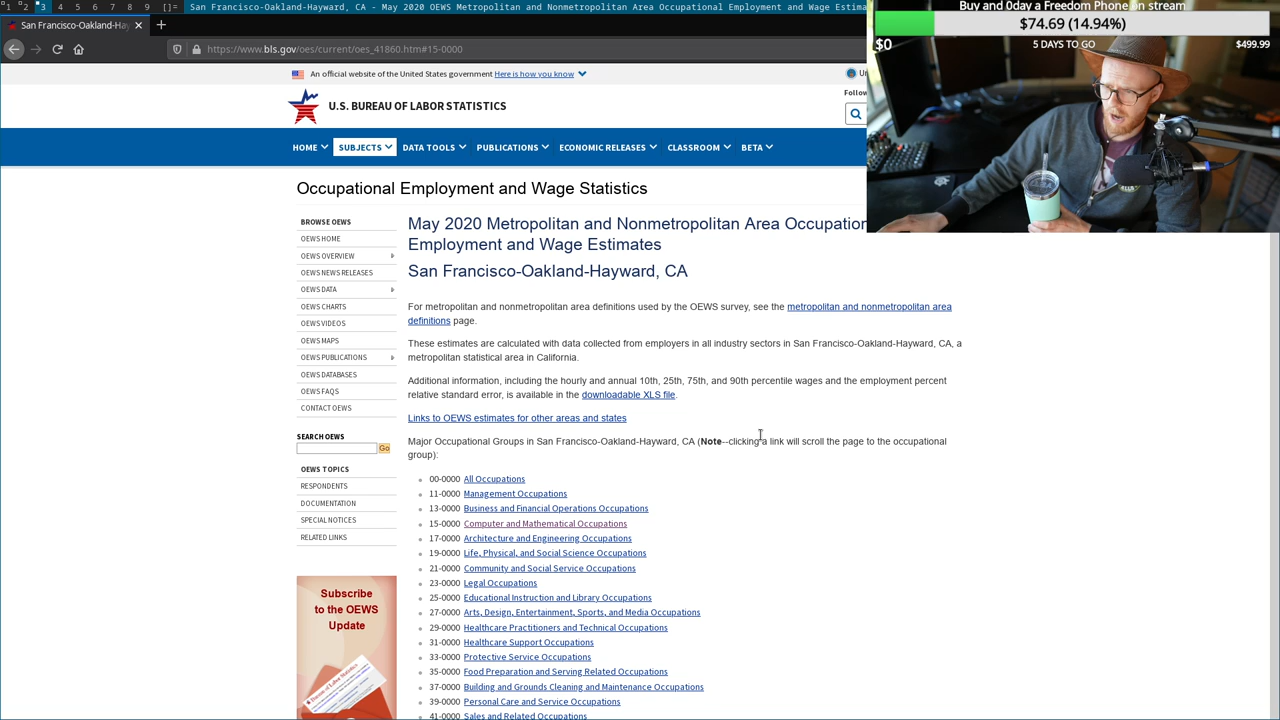 1 2 3 4 5 6 7 8 9 []= San Francisco-Oakland-Hayward, CA - May 2020 OEWS Metropolitan and Nonmetropolitan Area Occupational Employment and Wage Estima
San Francisco-Oakland-Hay
https://www.bls.gov/oes/current/oes_41860.htm#15-0000
Buy and 0day a Freedom Phone on stream
$74.69 (14.94%)
$0
5 DAYS TO GO
$499.99
An official website of the United States government Here is how you know
U.S. BUREAU OF LABOR STATISTICS
Follow
HOME SUBJECTS DATA TOOLS PUBLICATIONS ECONOMIC RELEASES CLASSROOM BETA
Occupational Employment and Wage Statistics
BROWSE OEWS
OEWS HOME
OEWS OVERVIEW
OEWS NEWS RELEASES
OEWS DATA
OEWS CHARTS
OEWS VIDEOS
OEWS MAPS
OEWS PUBLICATIONS
OEWS DATABASES
OEWS FAQS
CONTACT OEWS
SEARCH OEWS
Go
OEWS TOPICS
RESPONDENTS
DOCUMENTATION
SPECIAL NOTICES
RELATED LINKS
Subscribe
to the OEWS
Update
May 2020 Metropolitan and Nonmetropolitan Area Occupation
Employment and Wage Estimates
San Francisco-Oakland-Hayward, CA
For metropolitan and nonmetropolitan area definitions used by the OEWS survey, see the metropolitan and nonmetropolitan area
definitions page.
These estimates are calculated with data collected from employers in all industry sectors in San Francisco-Oakland-Hayward, CA, a
metropolitan statistical area in California.
Additional information, including the hourly and annual 10th, 25th, 75th, and 90th percentile wages and the employment percent
relative standard error, is available in the downloadable XLS file.
Links to OEWS estimates for other areas and states
Major Occupational Groups in San Francisco-Oakland-Hayward, CA (Note--clicking a link will scroll the page to the occupational
group):
00-0000 All Occupations
11-0000 Management Occupations
13-0000 Business and Financial Operations Occupations
15-0000 Computer and Mathematical Occupations
17-0000 Architecture and Engineering Occupations
19-0000 Life, Physical, and Social Science Occupations
21-0000 Community and Social Service Occupations
23-0000 Legal Occupations
25-0000 Educational Instruction and Library Occupations
27-0000 Arts, Design, Entertainment, Sports, and Media Occupations
29-0000 Healthcare Practitioners and Technical Occupations
31-0000 Healthcare Support Occupations
33-0000 Protective Service Occupations
35-0000 Food Preparation and Serving Related Occupations
37-0000 Building and Grounds Cleaning and Maintenance Occupations
39-0000 Personal Care and Service Occupations
41-0000 Sales and Related Occupations